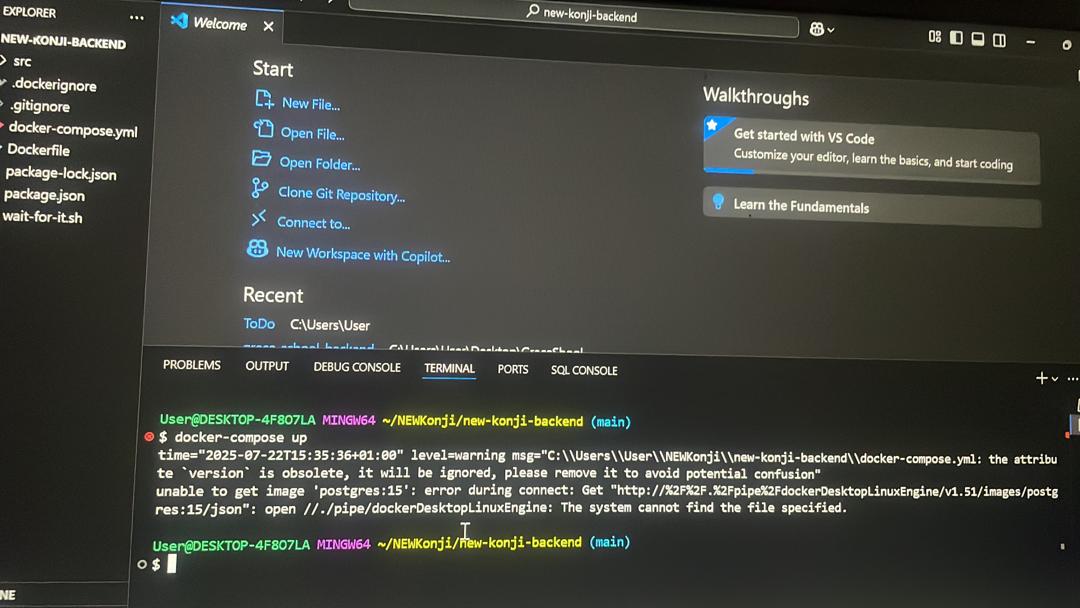 EXPLORER
new-konji-backend
Welcome
NEW-KONJI-BACKEND
src
.dockerignore
.gitignore
docker-compose.yml
Dockerfile
package-lock.json
package.json
wait-for-it.sh
Start
New File...
Open File...
Open Folder...
Clone Git Repository...
Connect to...
New Workspace with Copilot...
Recent
ToDo C:\Users\User
Walkthroughs
Get started with VS Code
Customize your editor, learn the basics, and start coding
Learn the Fundamentals
PROBLEMS OUTPUT DEBUG CONSOLE TERMINAL PORTS SQL CONSOLE
User@DESKTOP-4F8O7LA MINGW64 ~/NEWKonji/new-konji-backend (main)
$ docker-compose up
time="2025-07-22T15:35:36+01:00" level=warning msg="C:\\Users\\User\\NEWKonji\\new-konji-backend\\docker-compose.yml: the attribu
te `version` is obsolete, it will be ignored, please remove it to avoid potential confusion"
unable to get image 'postgres:15': error during connect: Get "http://%2F%2F.%2Fpipe%2FdockerDesktopLinuxEngine/v1.51/images/postg
res:15/json": open //./pipe/dockerDesktopLinuxEngine: The system cannot find the file specified.
User@DESKTOP-4F8O7LA MINGW64 ~/NEWKonji/new-konji-backend (main)
$
NE